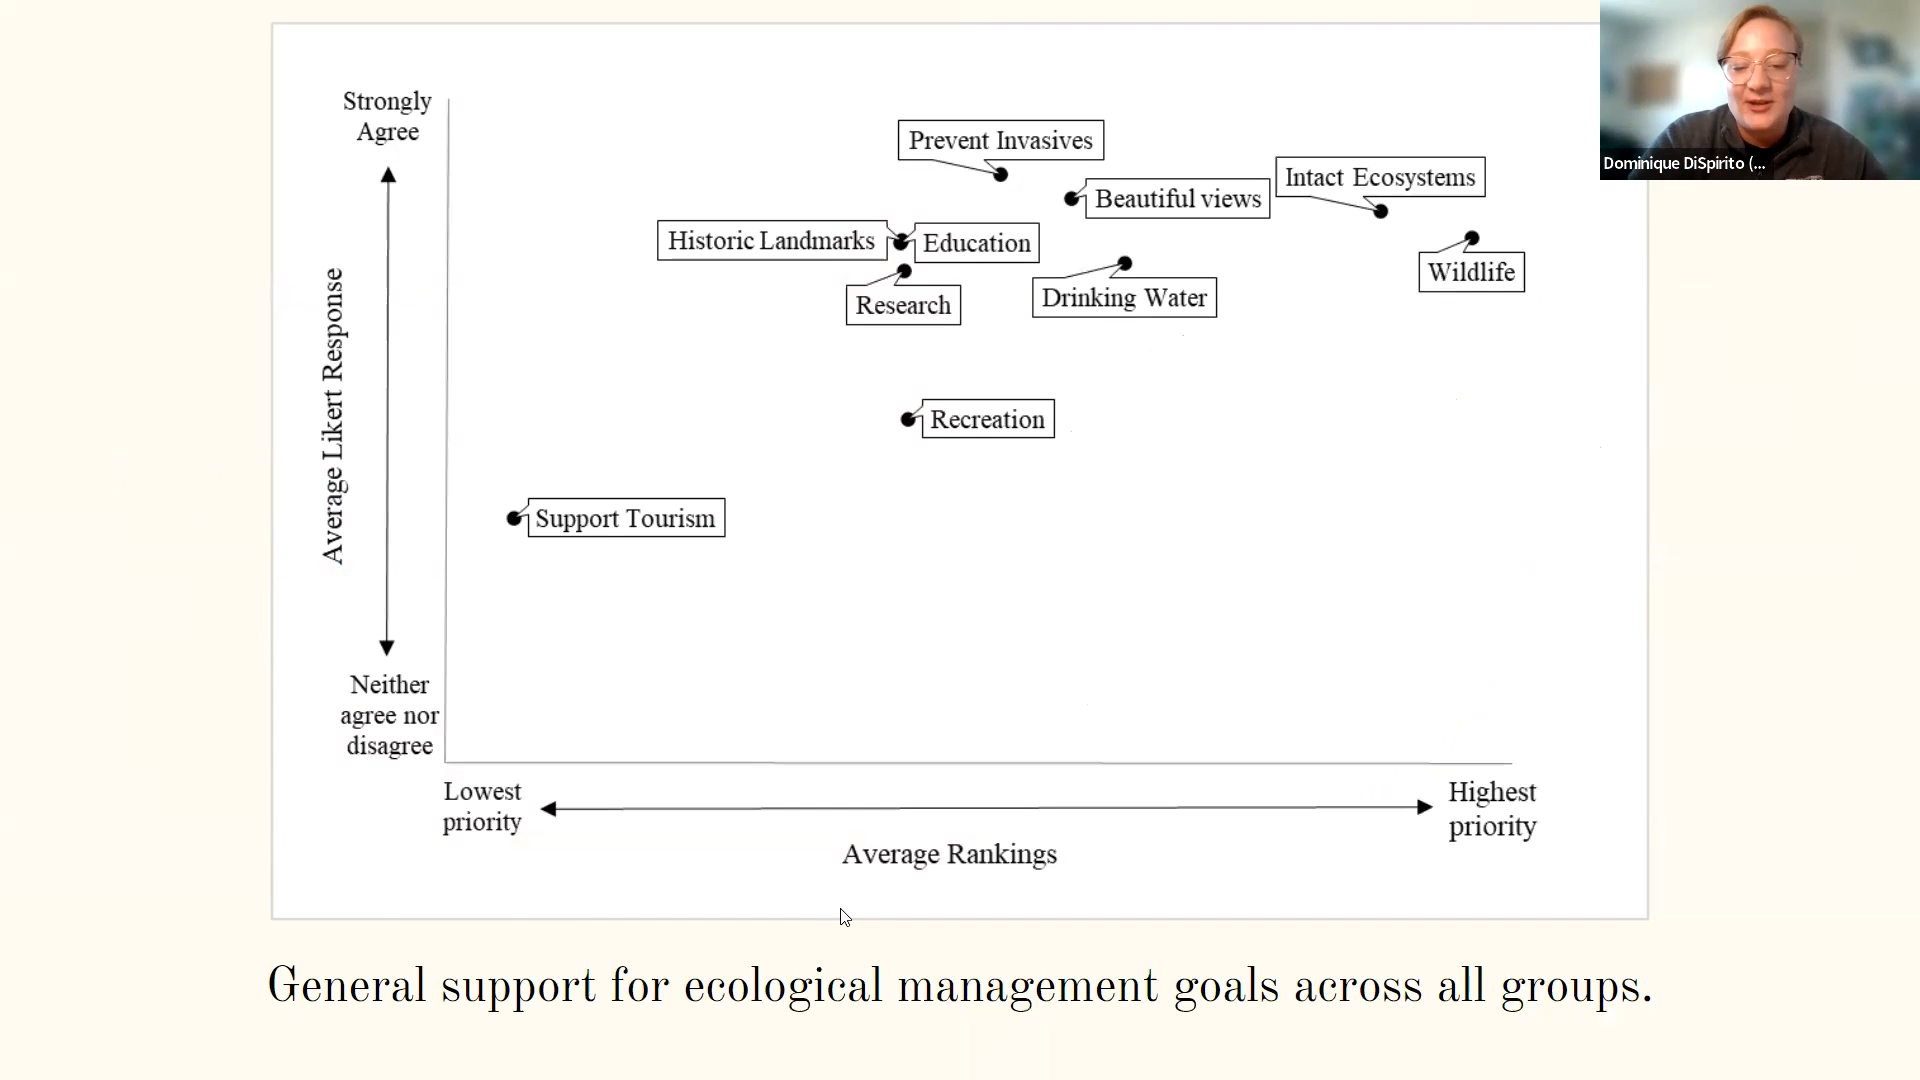 Strongly
Agree
Prevent Invasives
Intact Ecosystems
Dominique DiSpirito (...
Beautiful views
Historic Landmarks
Education
Wildlife
Drinking Water
Research
Average Likert Response
Recreation
Support Tourism
Neither
agree nor
disagree
Lowest
priority
Highest
priority
Average Rankings
General support for ecological management goals across all groups.